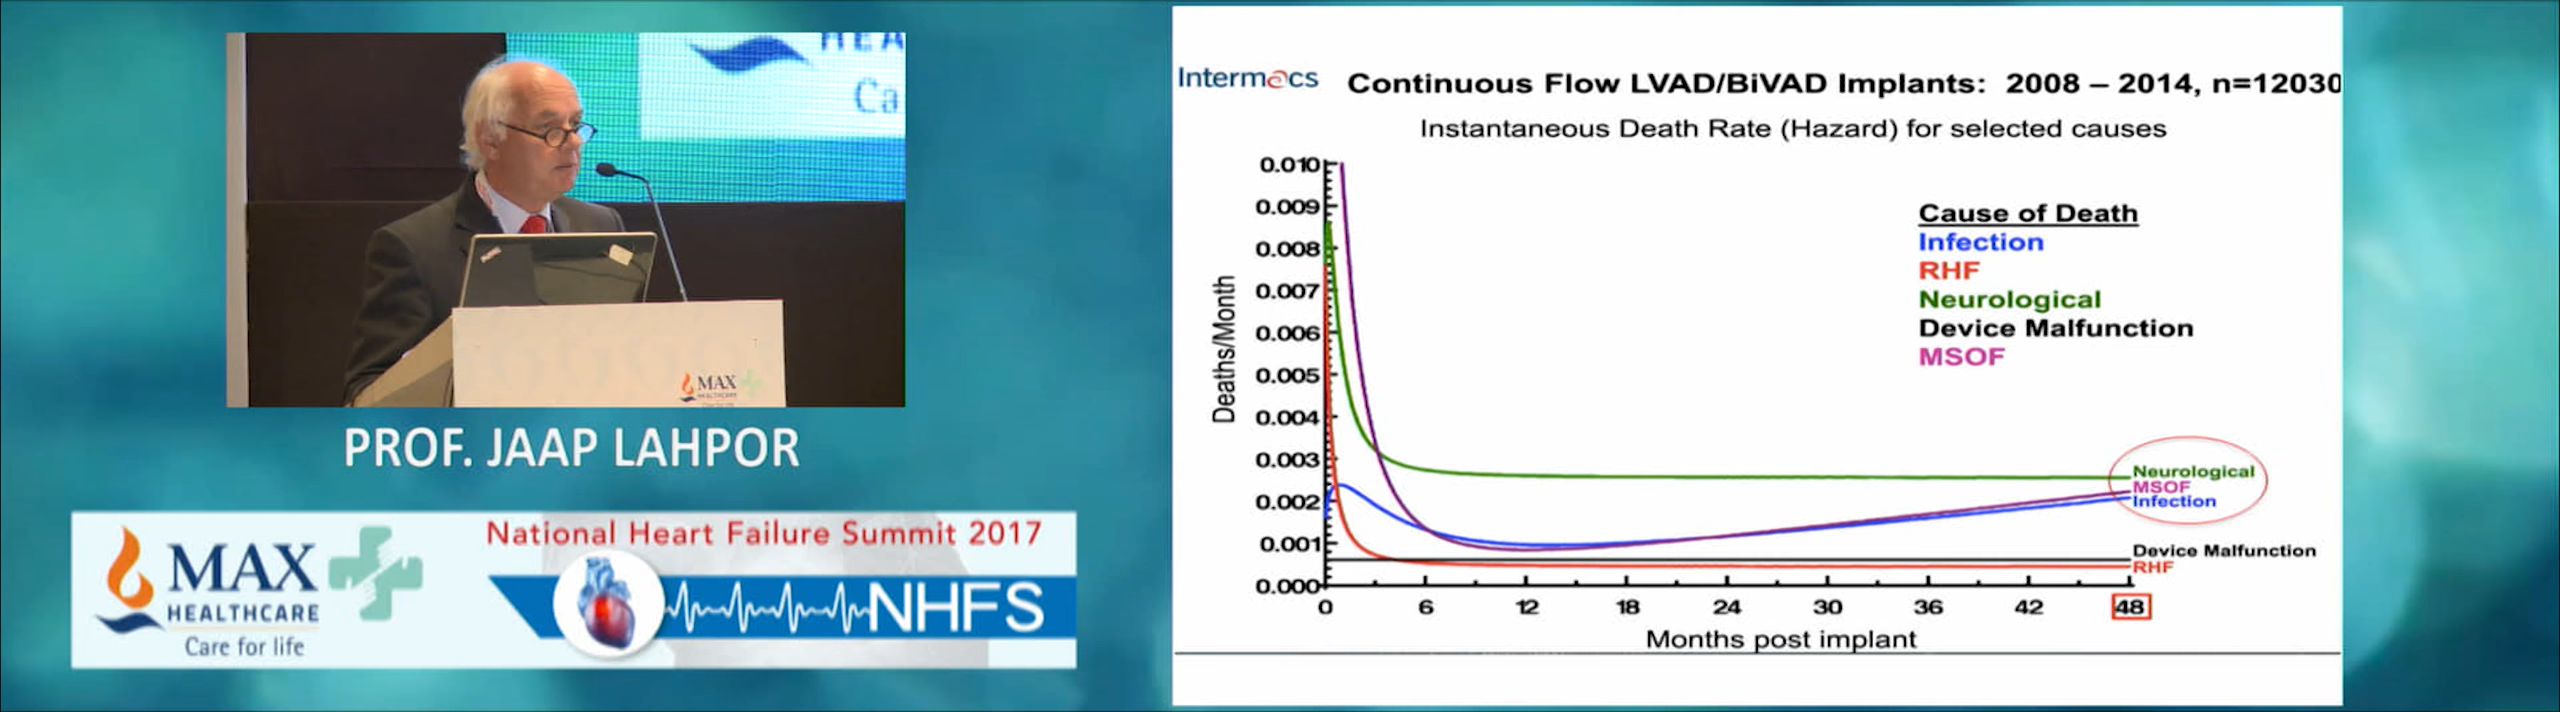 HEA
Ca
MAX
HEALTHCARE
PROF. JAAP LAHPOR
MAX
HEALTHCARE
Care for life
National Heart Failure Summit 2017
NHFS
Intermacs
Continuous Flow LVAD/BiVAD Implants: 2008 – 2014, n=12030
Instantaneous Death Rate (Hazard) for selected causes
Deaths/Month
0.010
0.009
0.008
0.007
0.006
0.005
0.004
0.003
0.002
0.001
0.000
Cause of Death
Infection
RHF
Neurological
Device Malfunction
MSOF
Neurological
MSOF
Infection
Device Malfunction
RHF
0 6 12 18 24 30 36 42 48
Months post implant